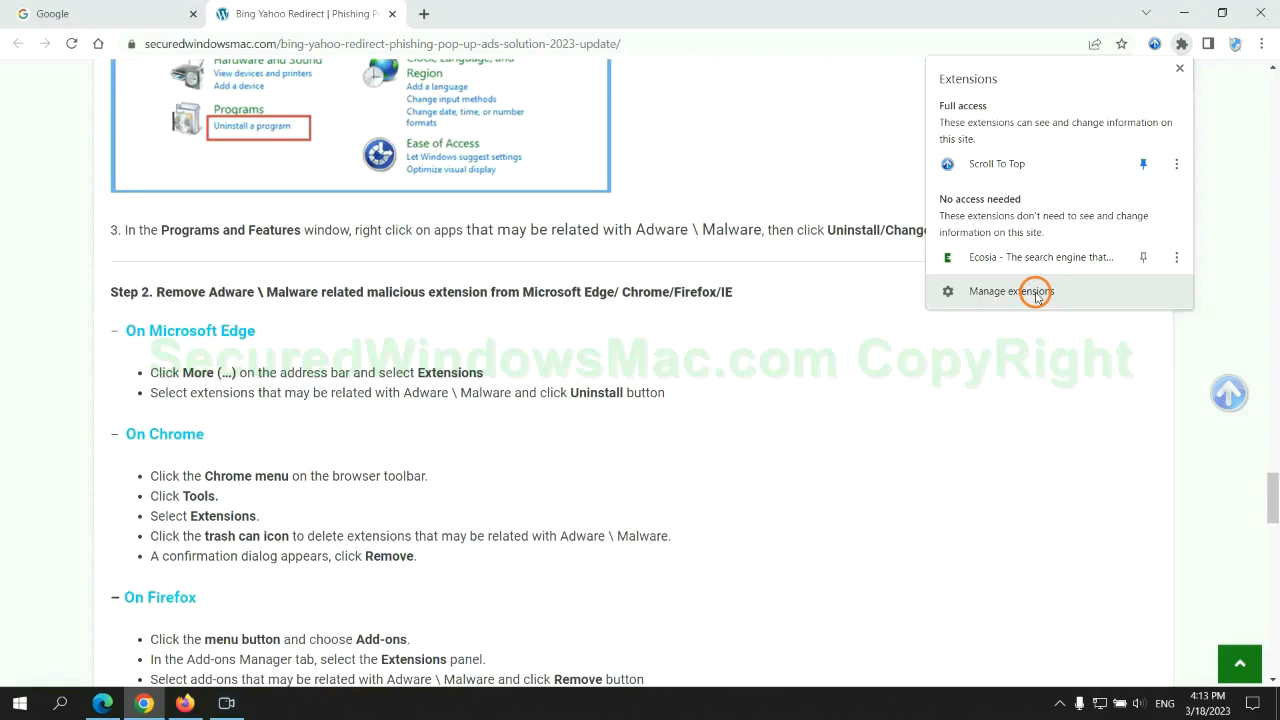 Google
Bing Yahoo Redirect | Phishing P
securedwindowsmac.com/bing-yahoo-redirect-phishing-pop-up-ads-solution-2023-update/
Hardware and Sound
View devices and printers
Add a device
Programs
Uninstall a program
Clock, Language, and
Region
Add a language
Change input methods
Change date, time, or number
formats
Ease of Access
Let Windows suggest settings
Optimize visual display
Extensions
Full access
These extensions can see and change information on
this site.
Scroll To Top
No access needed
These extensions don't need to see and change
information on this site.
Ecosia - The search engine that...
Manage extensions
3. In the Programs and Features window, right click on apps that may be related with Adware \ Malware, then click Uninstall/Change
Step 2. Remove Adware \ Malware related malicious extension from Microsoft Edge/ Chrome/Firefox/IE
– On Microsoft Edge
SecuredWindowsMac.com CopyRight
• Click More (…) on the address bar and select Extensions
• Select extensions that may be related with Adware \ Malware and click Uninstall button
– On Chrome
• Click the Chrome menu on the browser toolbar.
• Click Tools.
• Select Extensions.
• Click the trash can icon to delete extensions that may be related with Adware \ Malware.
• A confirmation dialog appears, click Remove.
– On Firefox
• Click the menu button and choose Add-ons.
• In the Add-ons Manager tab, select the Extensions panel.
• Select add-ons that may be related with Adware \ Malware and click Remove button
ENG
4:13 PM
3/18/2023